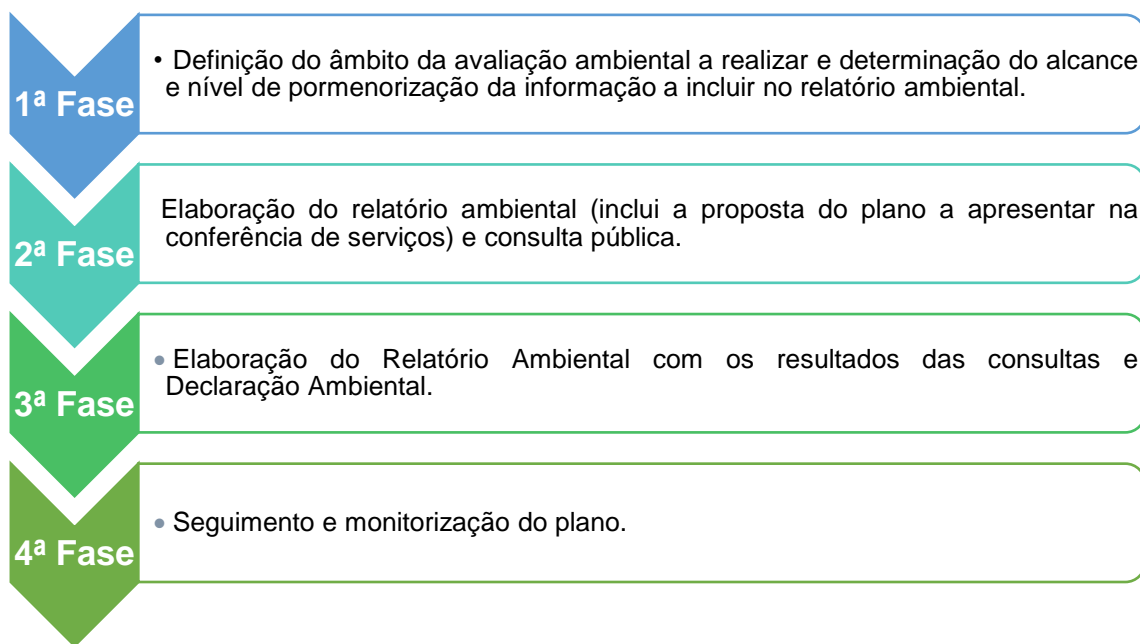 1ª Fase
• Definição do âmbito da avaliação ambiental a realizar e determinação do alcance
e nível de pormenorização da informação a incluir no relatório ambiental.
2ª Fase
Elaboração do relatório ambiental (inclui a proposta do plano a apresentar na
conferência de serviços) e consulta pública.
3ª Fase
• Elaboração do Relatório Ambiental com os resultados das consultas e
Declaração Ambiental.
4ª Fase
• Seguimento e monitorização do plano.